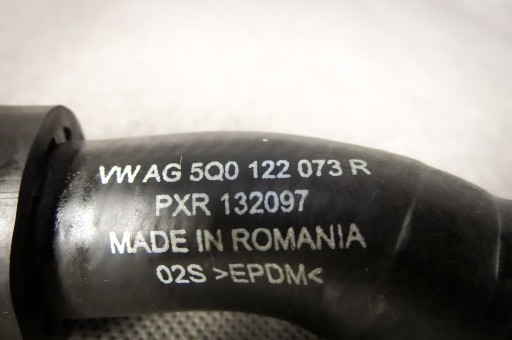 VW AG 5Q0 122 073 R
PXR 132097
MADE IN ROMANIA
02S >EPDM<